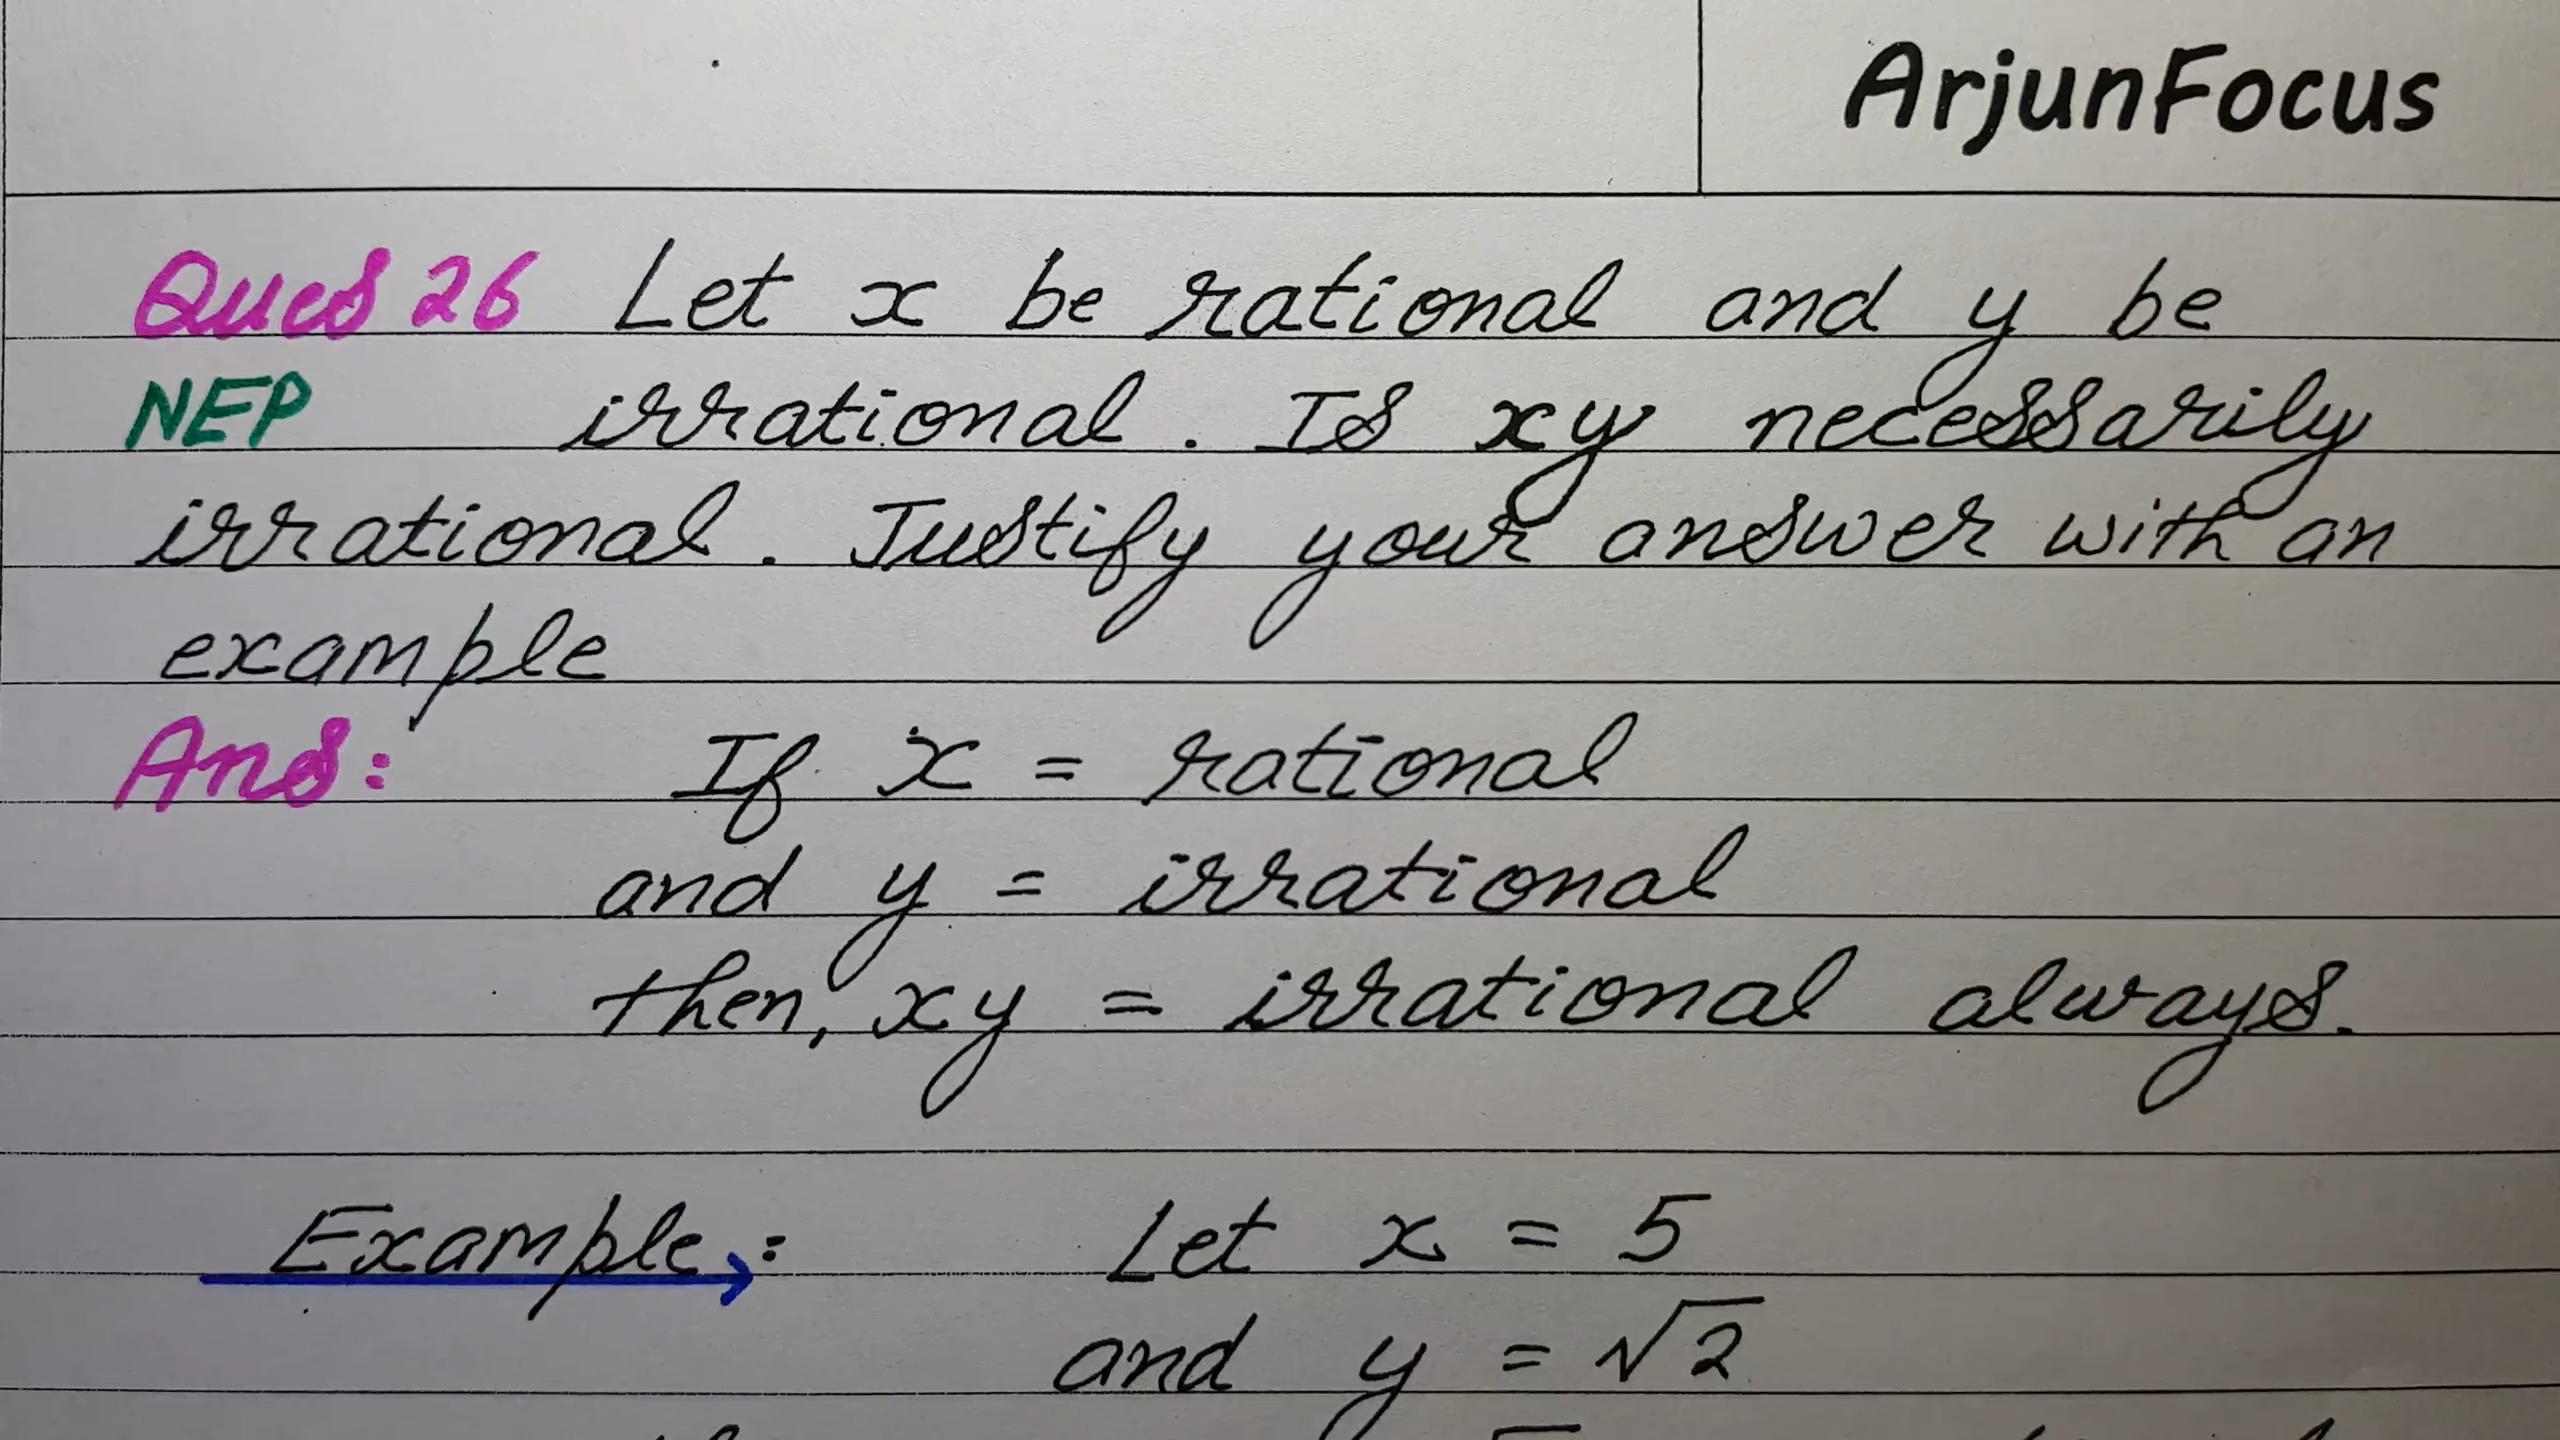 ArjunFocus
Ques 26 Let x be rational and y be
NEP irrational. Is xy necessarily
irrational. Justify your answer with an
example
Ans: If x = rational
and y = irrational
then, xy = irrational always.
Example: Let x = 5
and y = √2